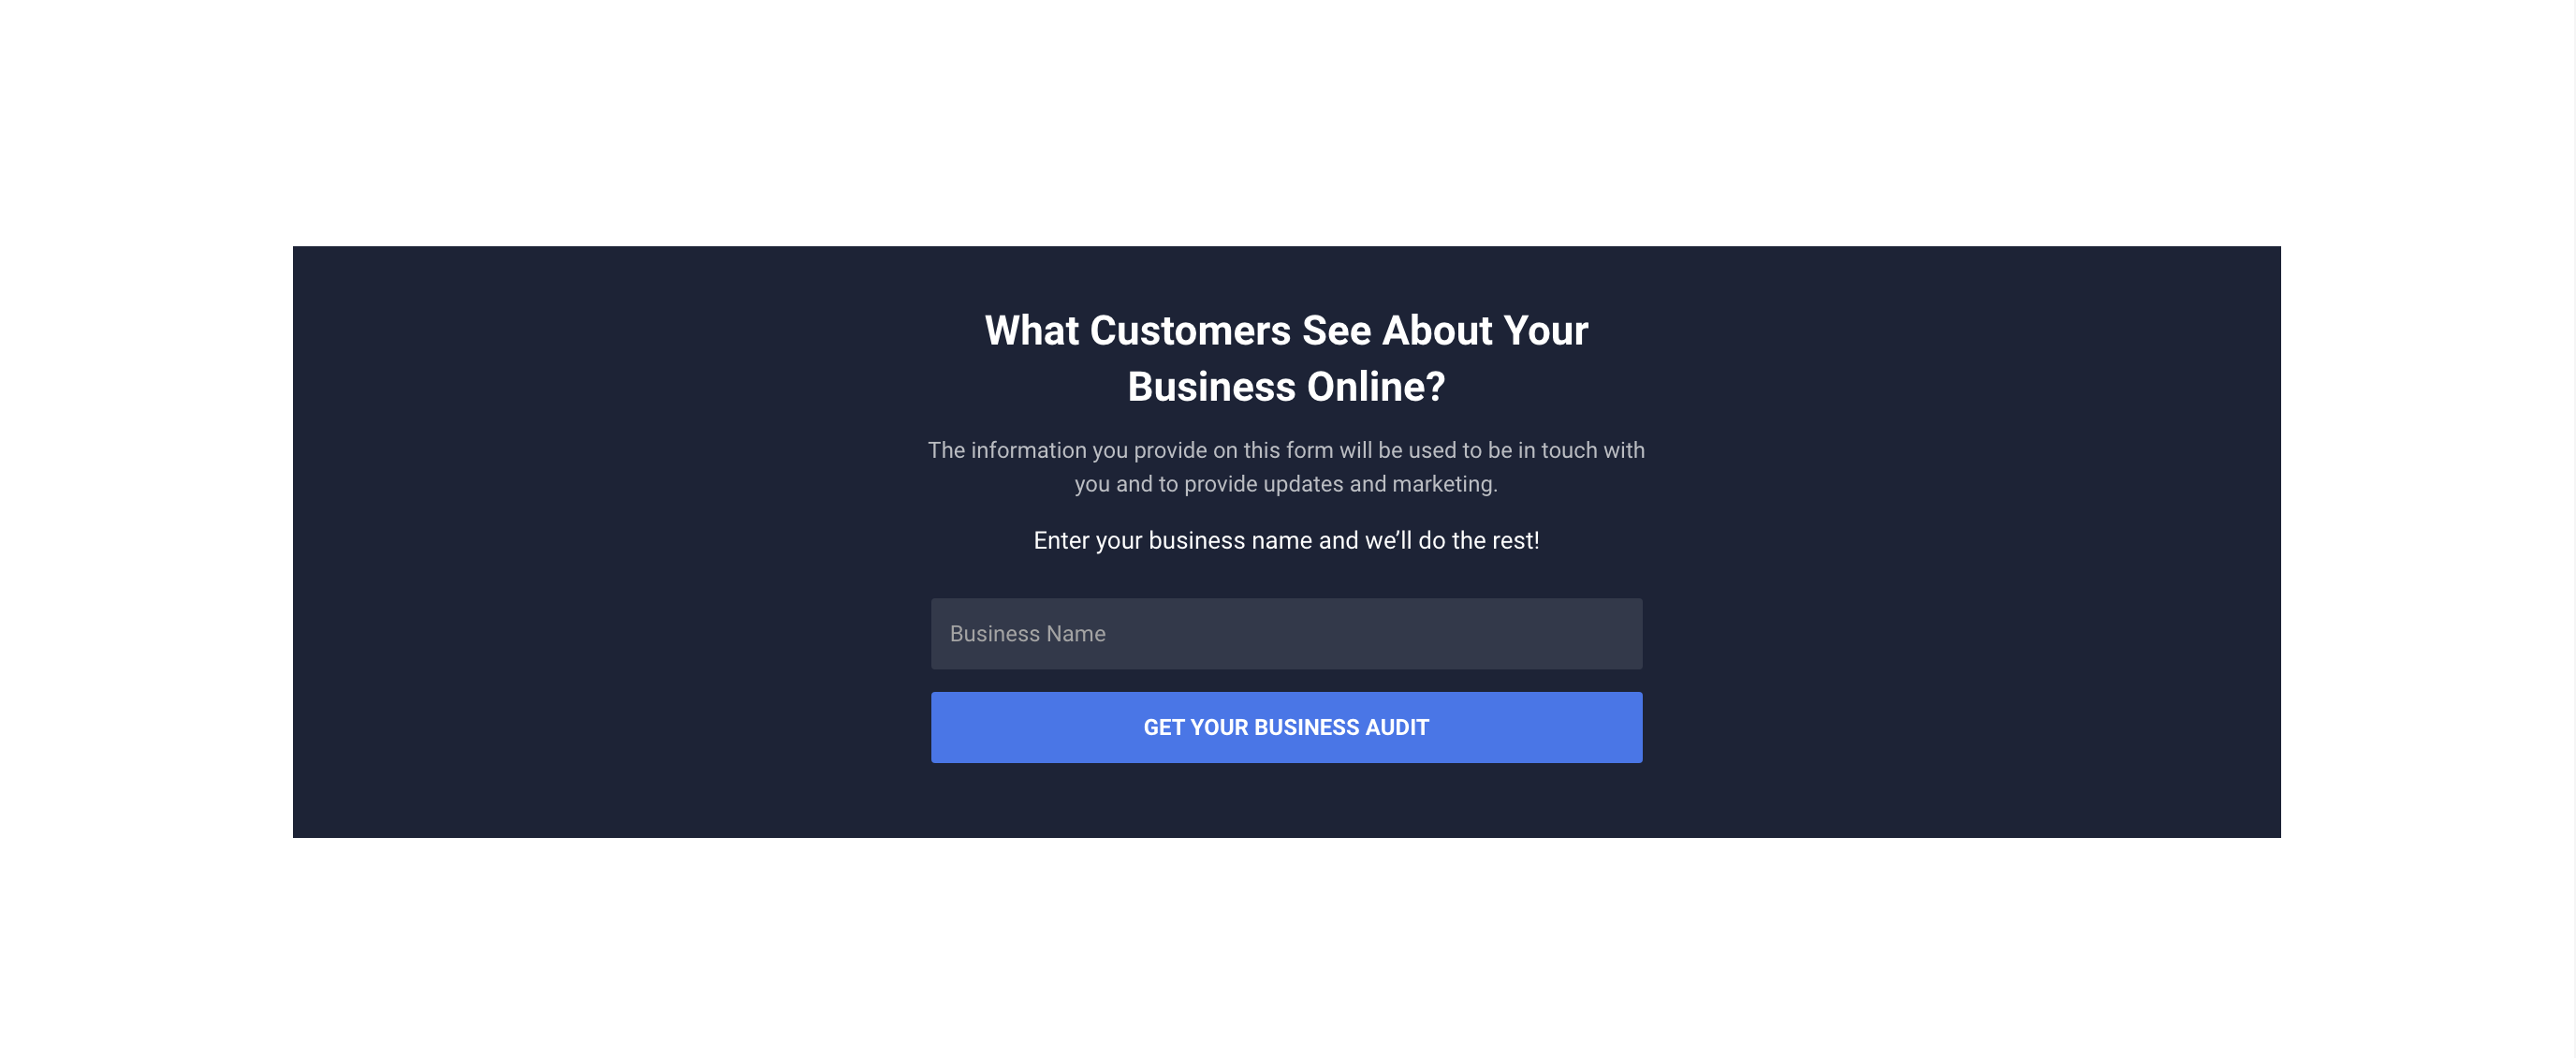 What Customers See About Your
Business Online?
The information you provide on this form will be used to be in touch with
you and to provide updates and marketing.
Enter your business name and we’ll do the rest!
Business Name
GET YOUR BUSINESS AUDIT